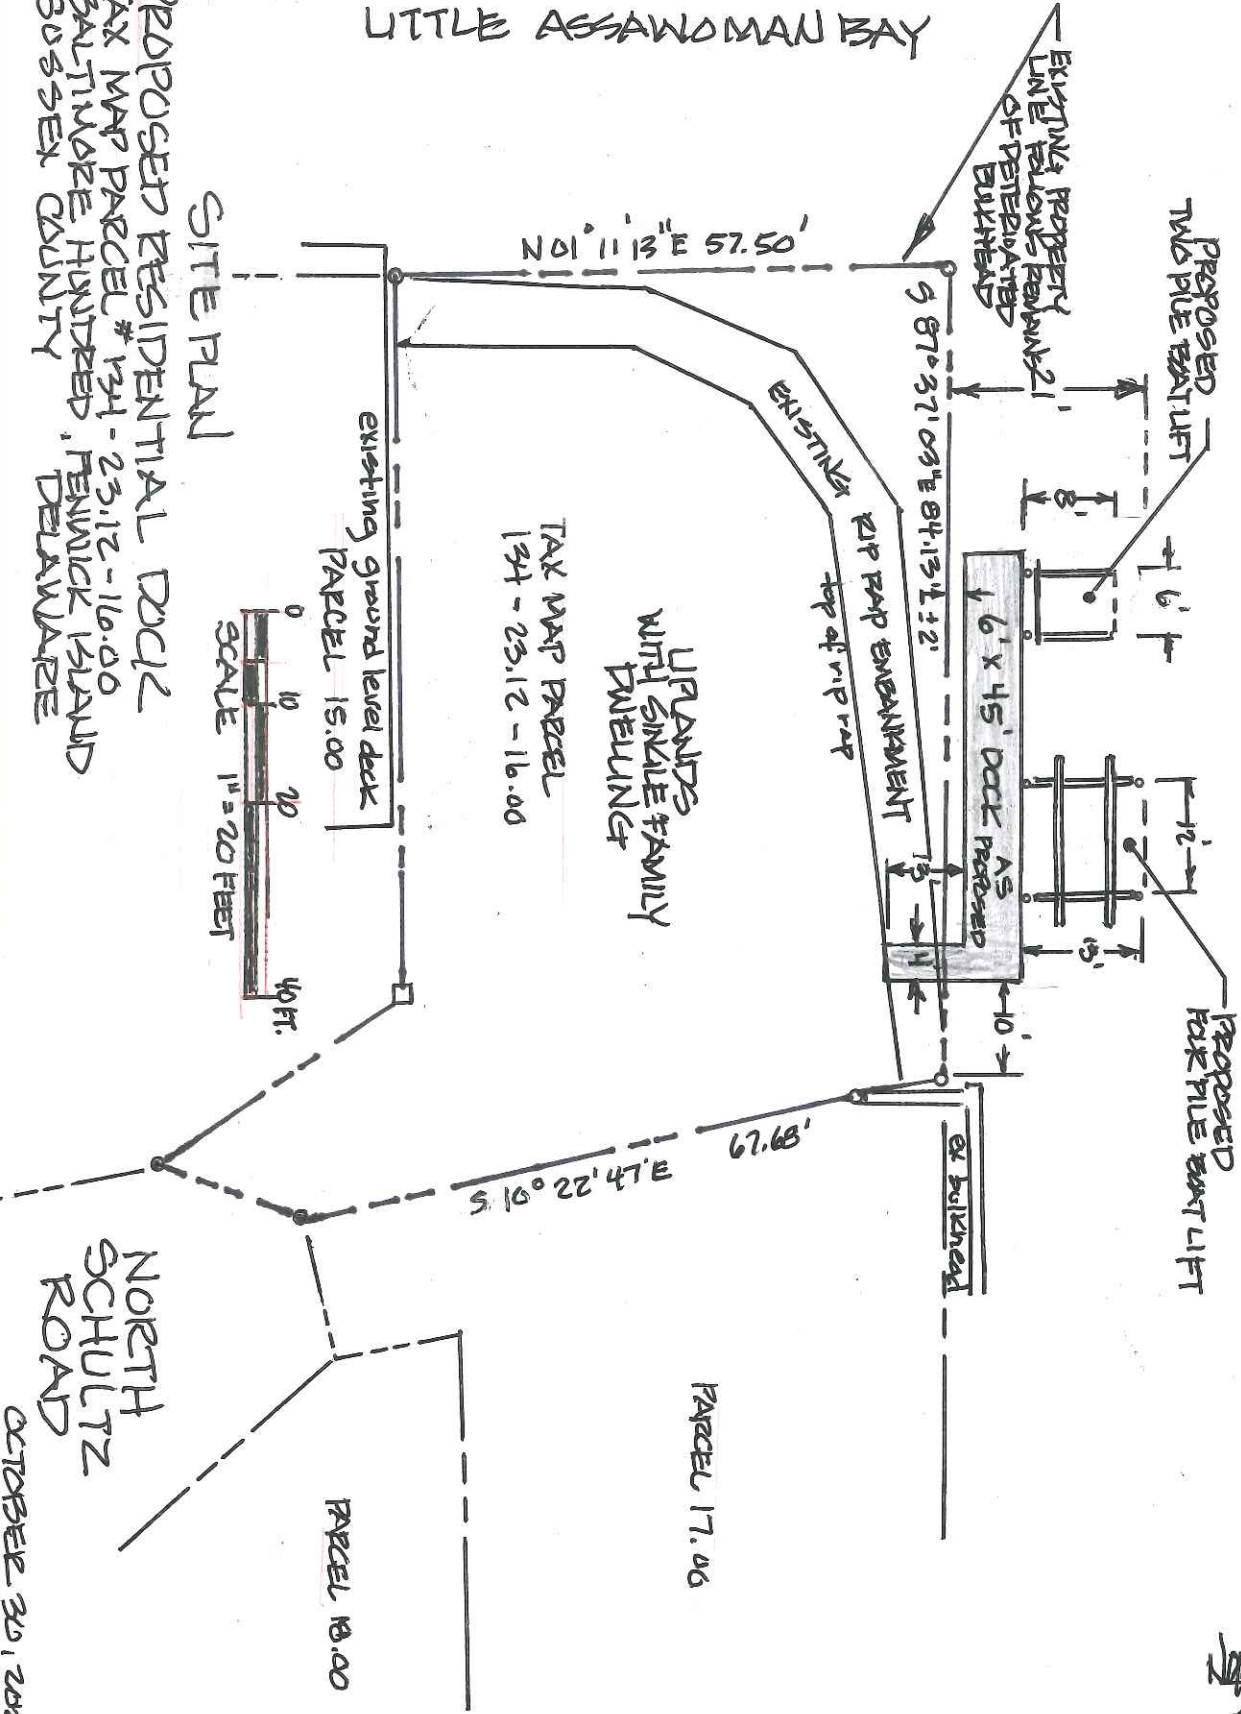 LITTLE ASSAWOMAN BAY
EXISTING PROPERTY
LINE FOLLOWS REMAINS
OF DETERIORATED
BULKHEAD
PROPOSED
TWO PILE BOAT LIFT
PROPOSED
FOUR PILE BOAT LIFT
21'
8'
6'
12'
13'
10'
6' x 45' DOCK AS
PROPOSED
4'
N 01° 11' 13" E 57.50'
S 87° 37' 03" E 84.13' ± 2'
EXISTING RIP RAP EMBANKMENT
top of rip rap
ex bulkhead
67.68'
S 10° 22' 47" E
UPLANDS
WITH SINGLE FAMILY
DWELLING
TAX MAP PARCEL
134 - 23.12 - 16.00
existing ground level deck
PARCEL 15.00
PARCEL 17.00
PARCEL 18.00
0 10 20 40 FT.
SCALE 1" = 20 FEET
SITE PLAN
PROPOSED RESIDENTIAL DOCK
TAX MAP PARCEL # 134 - 23.12 - 16.00
BALTIMORE HUNDRED, FENWICK ISLAND
SUSSEX COUNTY DELAWARE
NORTH
SCHULTZ
ROAD
OCTOBER 30,